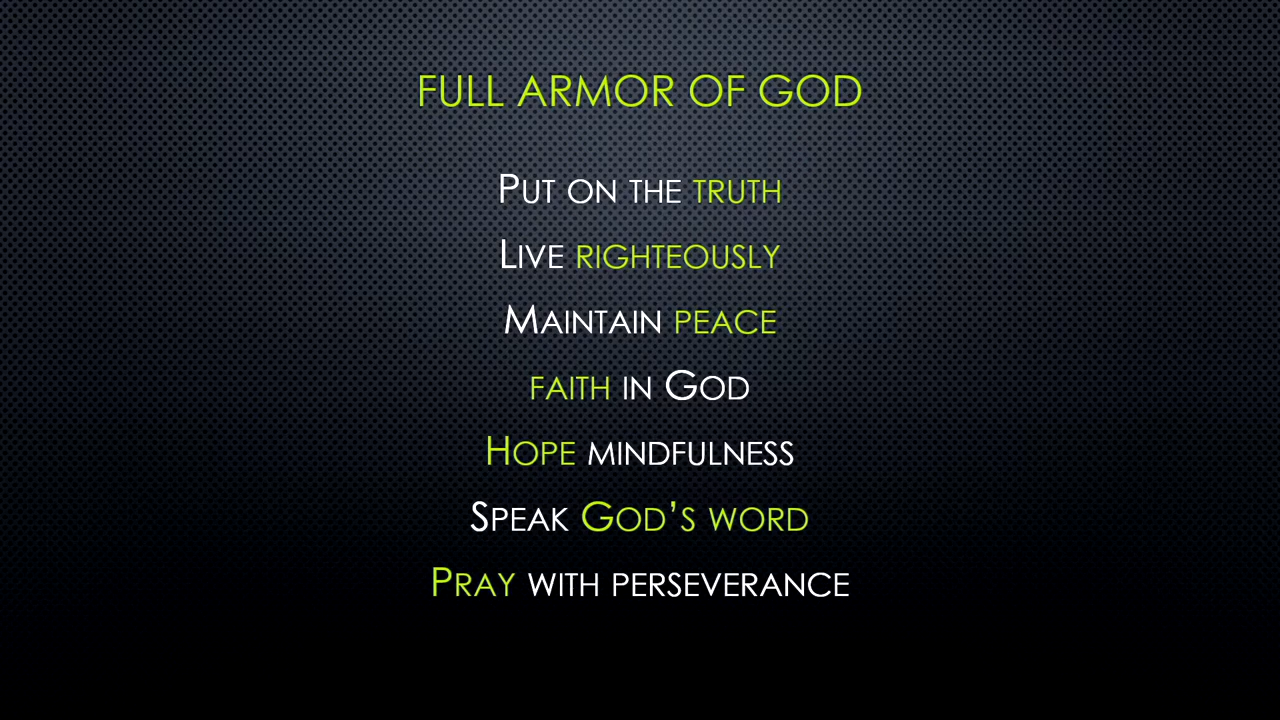 FULL ARMOR OF GOD
Put on the truth
Live righteously
Maintain peace
faith in God
Hope mindfulness
Speak God’s word
Pray with perseverance